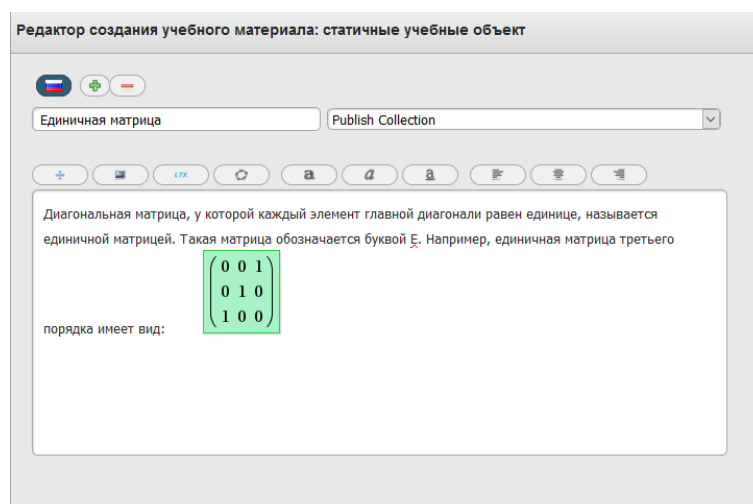 Редактор создания учебного материала: статичные учебные объект
Единичная матрица
Publish Collection
LTX a a a
Диагональная матрица, у которой каждый элемент главной диагонали равен единице, называется
единичной матрицей. Такая матрица обозначается буквой Е. Например, единичная матрица третьего
0 0 1
0 1 0
1 0 0
порядка имеет вид: